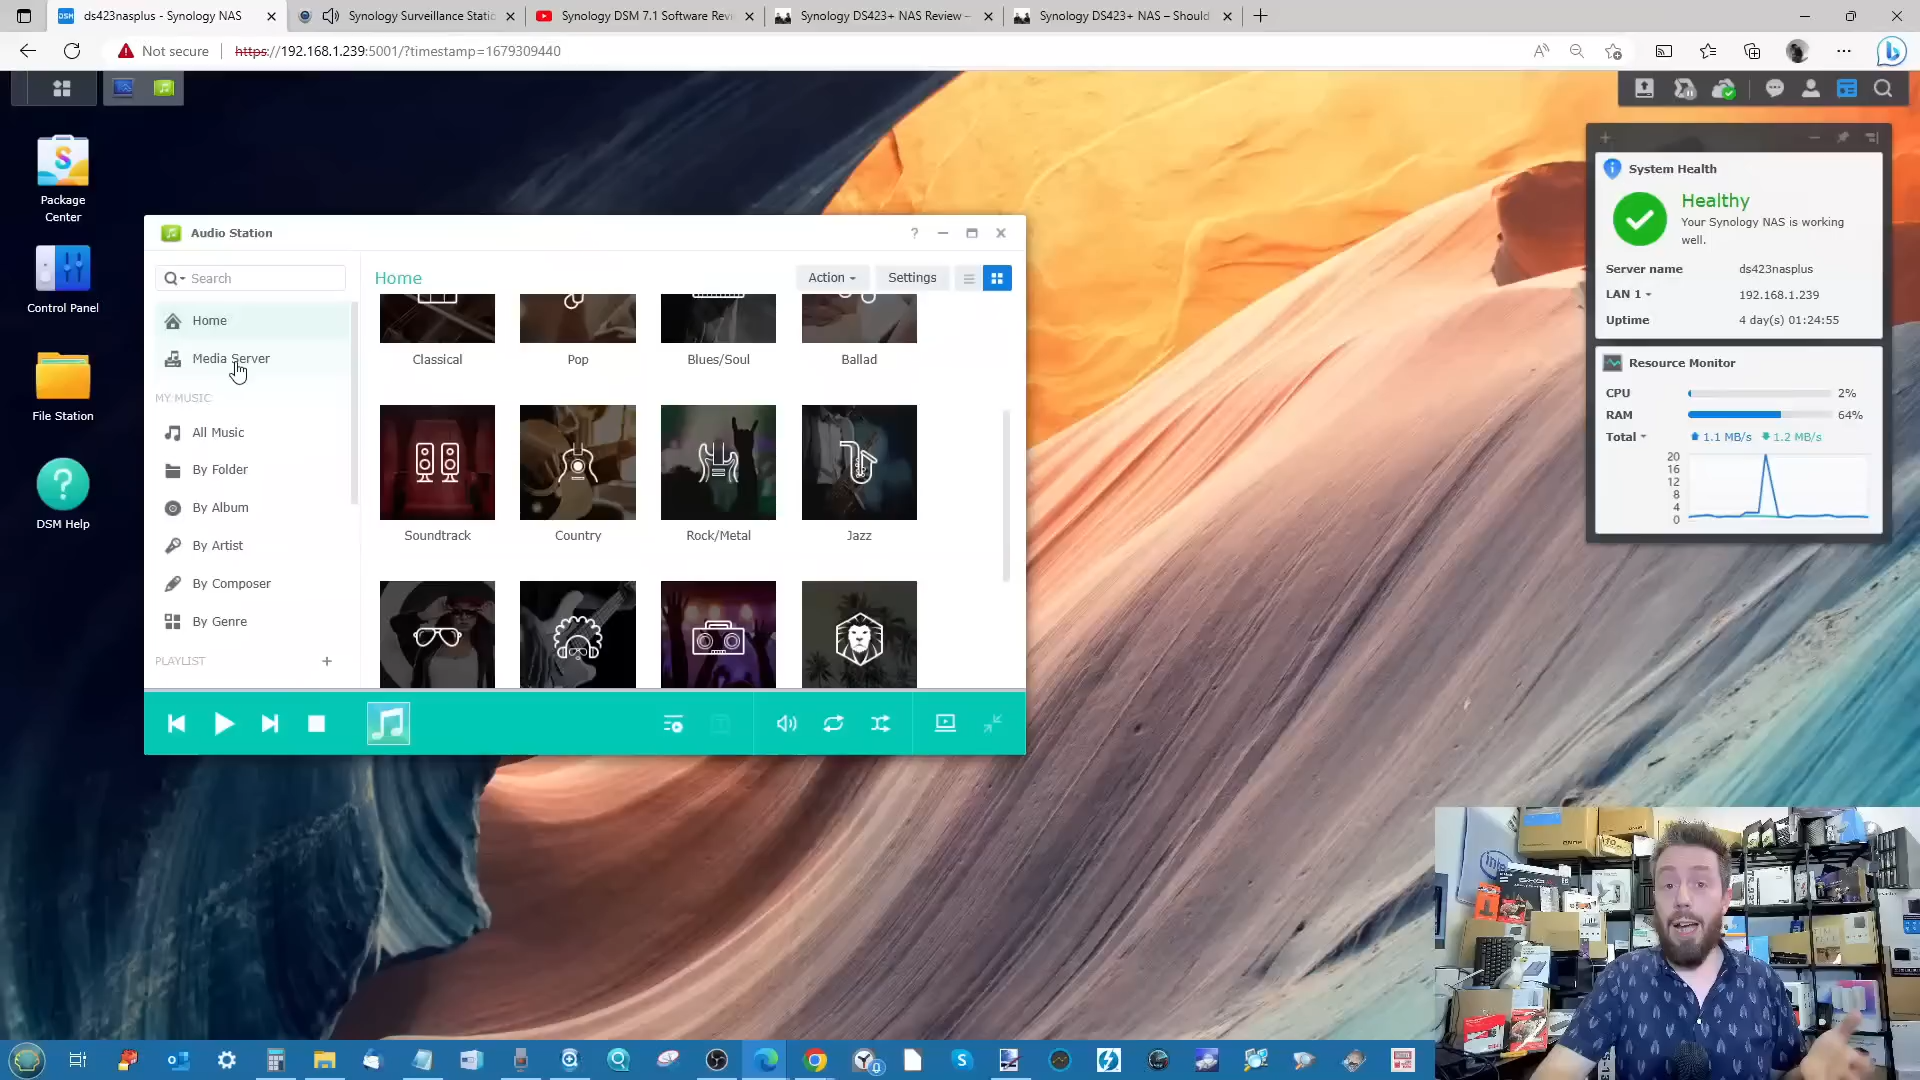 ds423nasplus - Synology NAS
Synology Surveillance Statio
Synology DSM 7.1 Software Revi
Synology DS423+ NAS Review –
Synology DS423+ NAS – Should
Not secure
https://192.168.1.239:5001/?timestamp=1679309440
Package
Center
Control Panel
File Station
DSM Help
Audio Station
Search
Home
Media Server
MY MUSIC
All Music
By Folder
By Album
By Artist
By Composer
By Genre
PLAYLIST
Home
Action
Settings
Classical
Pop
Blues/Soul
Ballad
Soundtrack
Country
Rock/Metal
Jazz
System Health
Healthy
Your Synology NAS is working
well.
Server name ds423nasplus
LAN 1 192.168.1.239
Uptime 4 day(s) 01:24:55
Resource Monitor
CPU 2%
RAM 64%
Total 1.1 MB/s 1.2 MB/s
20
16
12
8
4
0
intel